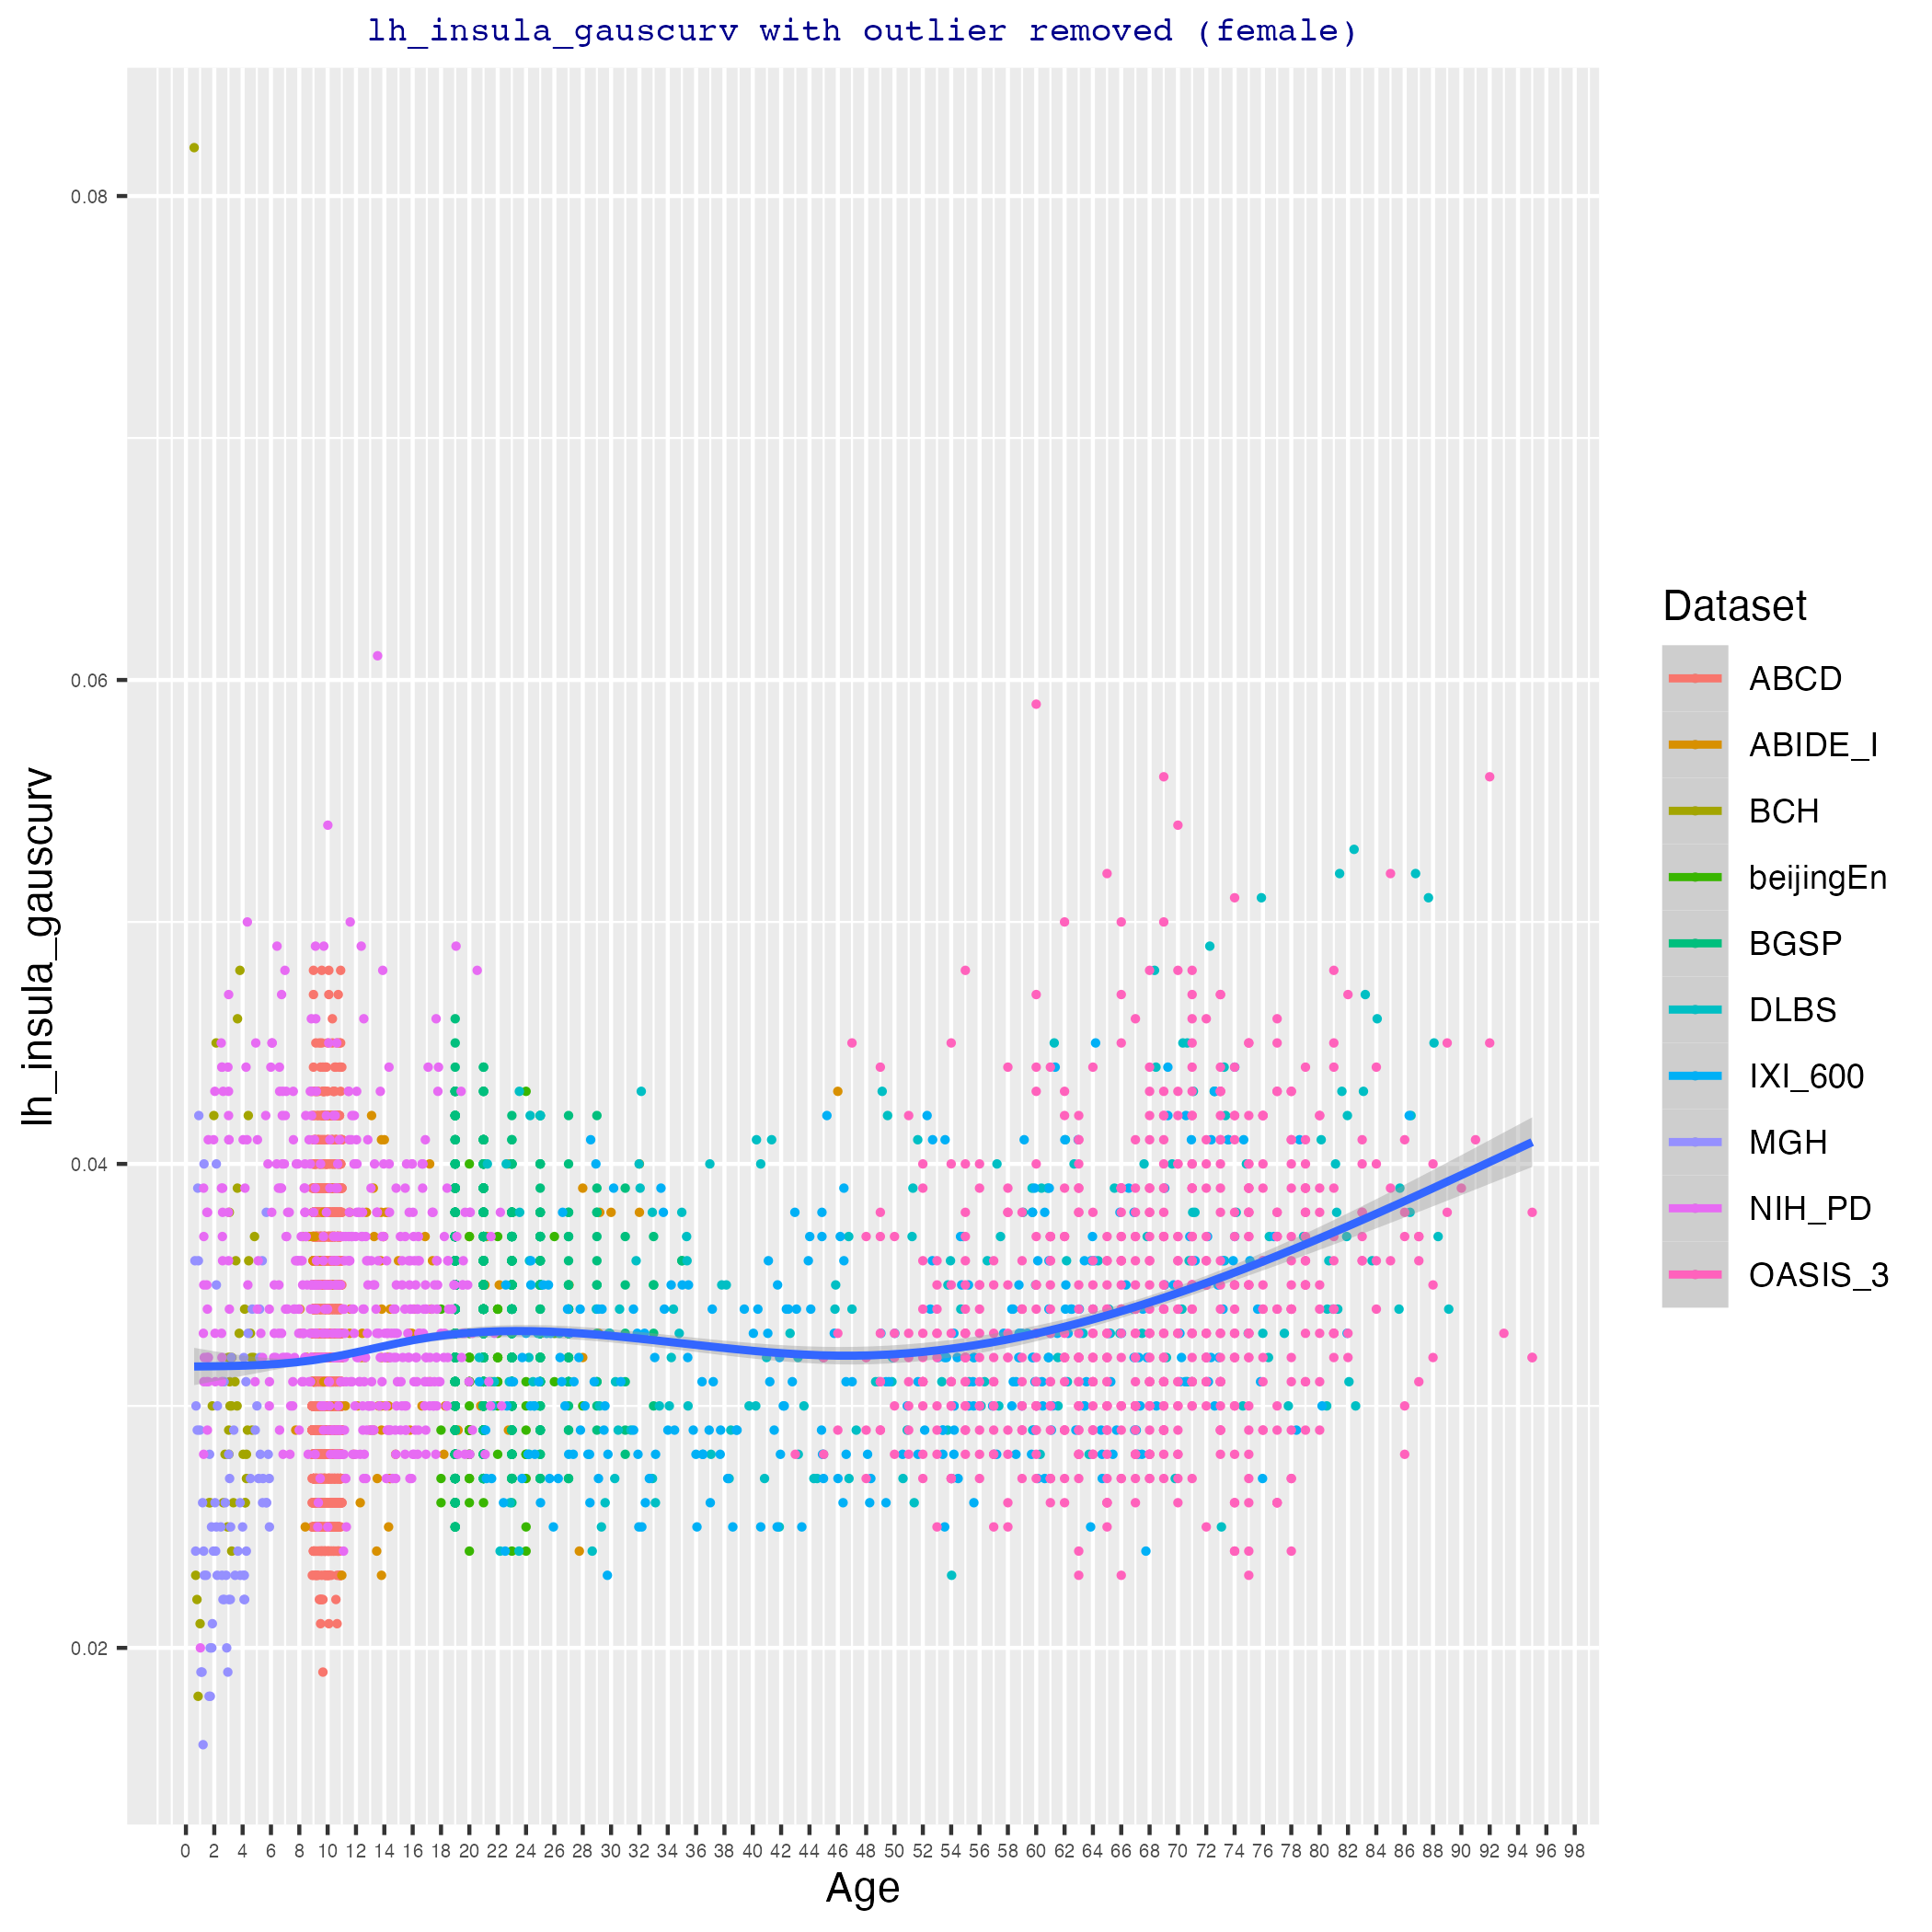 lh_insula_gauscurv with outlier removed (female)
lh_insula_gauscurv
0.08
0.06
0.04
0.02
0 2 4 6 8 10 12 14 16 18 20 22 24 26 28 30 32 34 36 38 40 42 44 46 48 50 52 54 56 58 60 62 64 66 68 70 72 74 76 78 80 82 84 86 88 90 92 94 96 98
Age
Dataset
ABCD
ABIDE_I
BCH
beijingEn
BGSP
DLBS
IXI_600
MGH
NIH_PD
OASIS_3